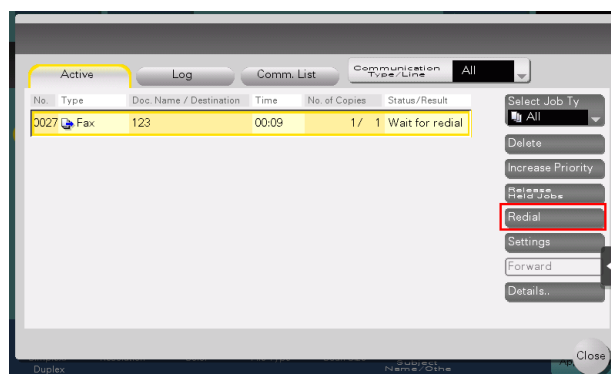 Active Log Comm. List Communication Type/Line All
No. Type Doc. Name / Destination Time No. of Copies Status/Result
0027 Fax 123 00:09 1/ 1 Wait for redial
Select Job Ty
All
Delete
Increase Priority
Release
Held Jobs
Redial
Settings
Forward
Details..
Close
Duplex
Subject
Name/Othe